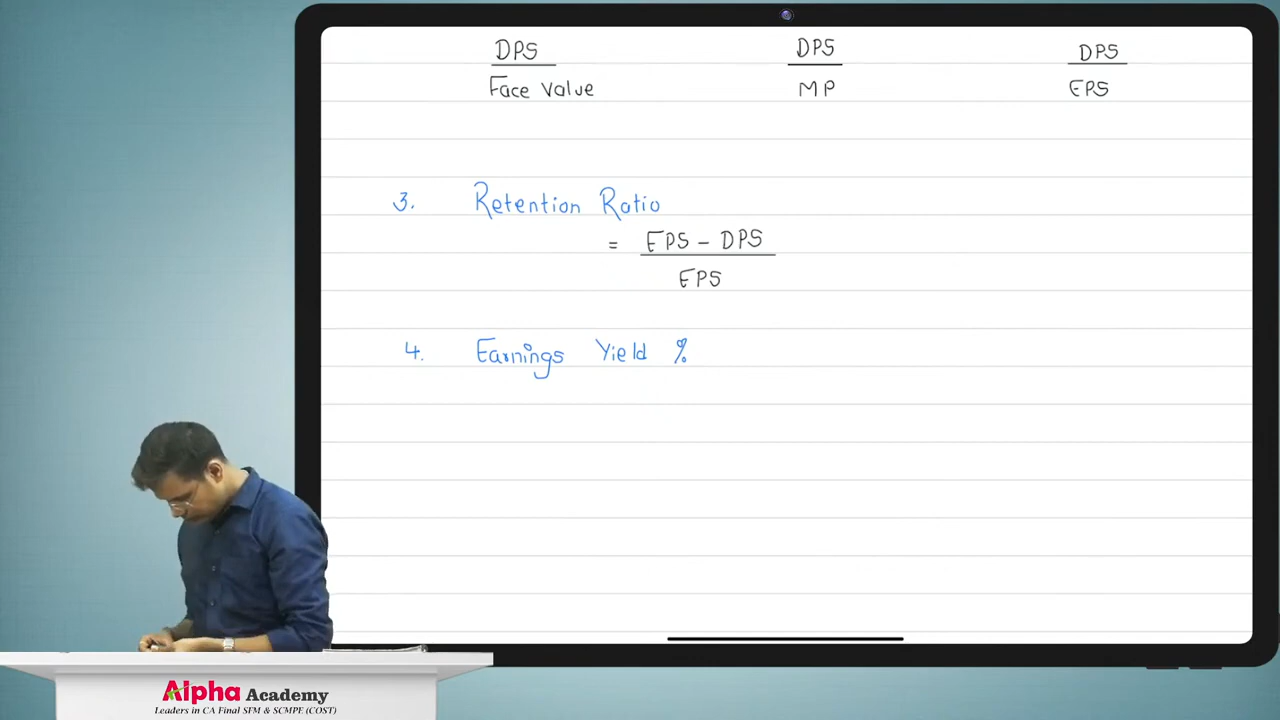 DPS DPS DPS
Face Value MP EPS
3. Retention Ratio
= EPS - DPS
EPS
4. Earnings Yield %
Alpha Academy
Leaders in CA Final SFM & SCMPE (COST)